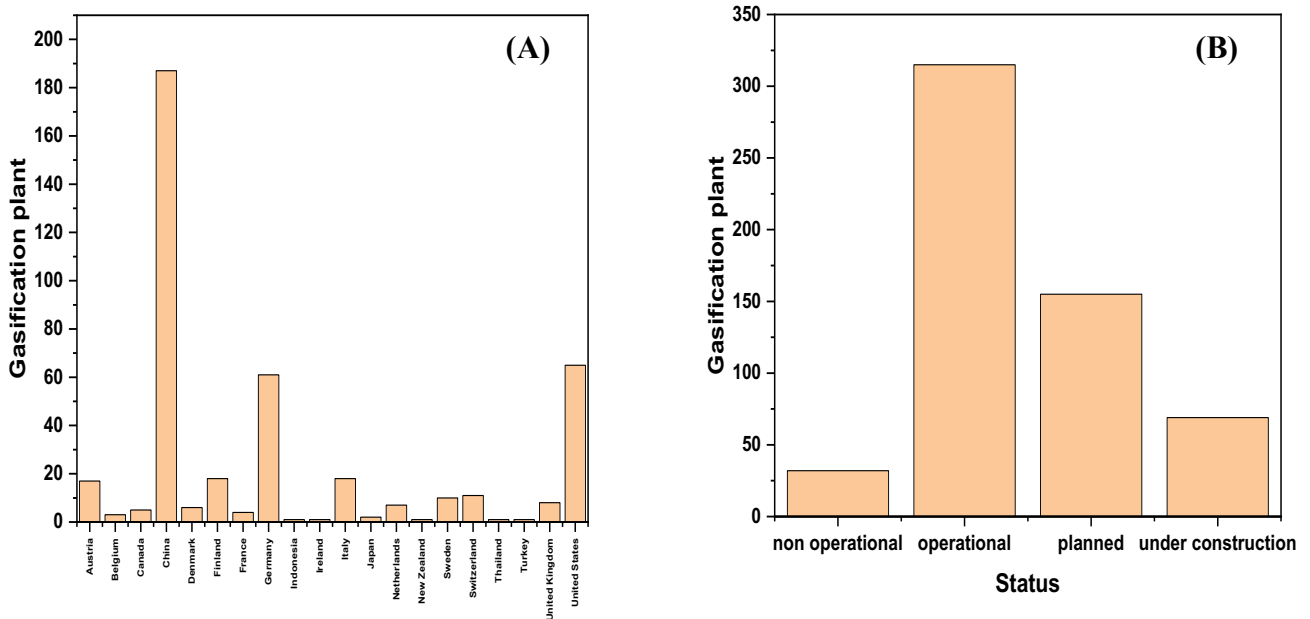 (A)
Gasification plant
200
180
160
140
120
100
80
60
40
20
0
Austria
Belgium
Canada
China
Denmark
Finland
France
Germany
Indonesia
Ireland
Italy
Japan
Netherlands
New Zealand
Sweden
Switzerland
Thailand
Turkey
United Kingdom
United States
(B)
Gasification plant
350
300
250
200
150
100
50
0
non operational
operational
planned
under construction
Status